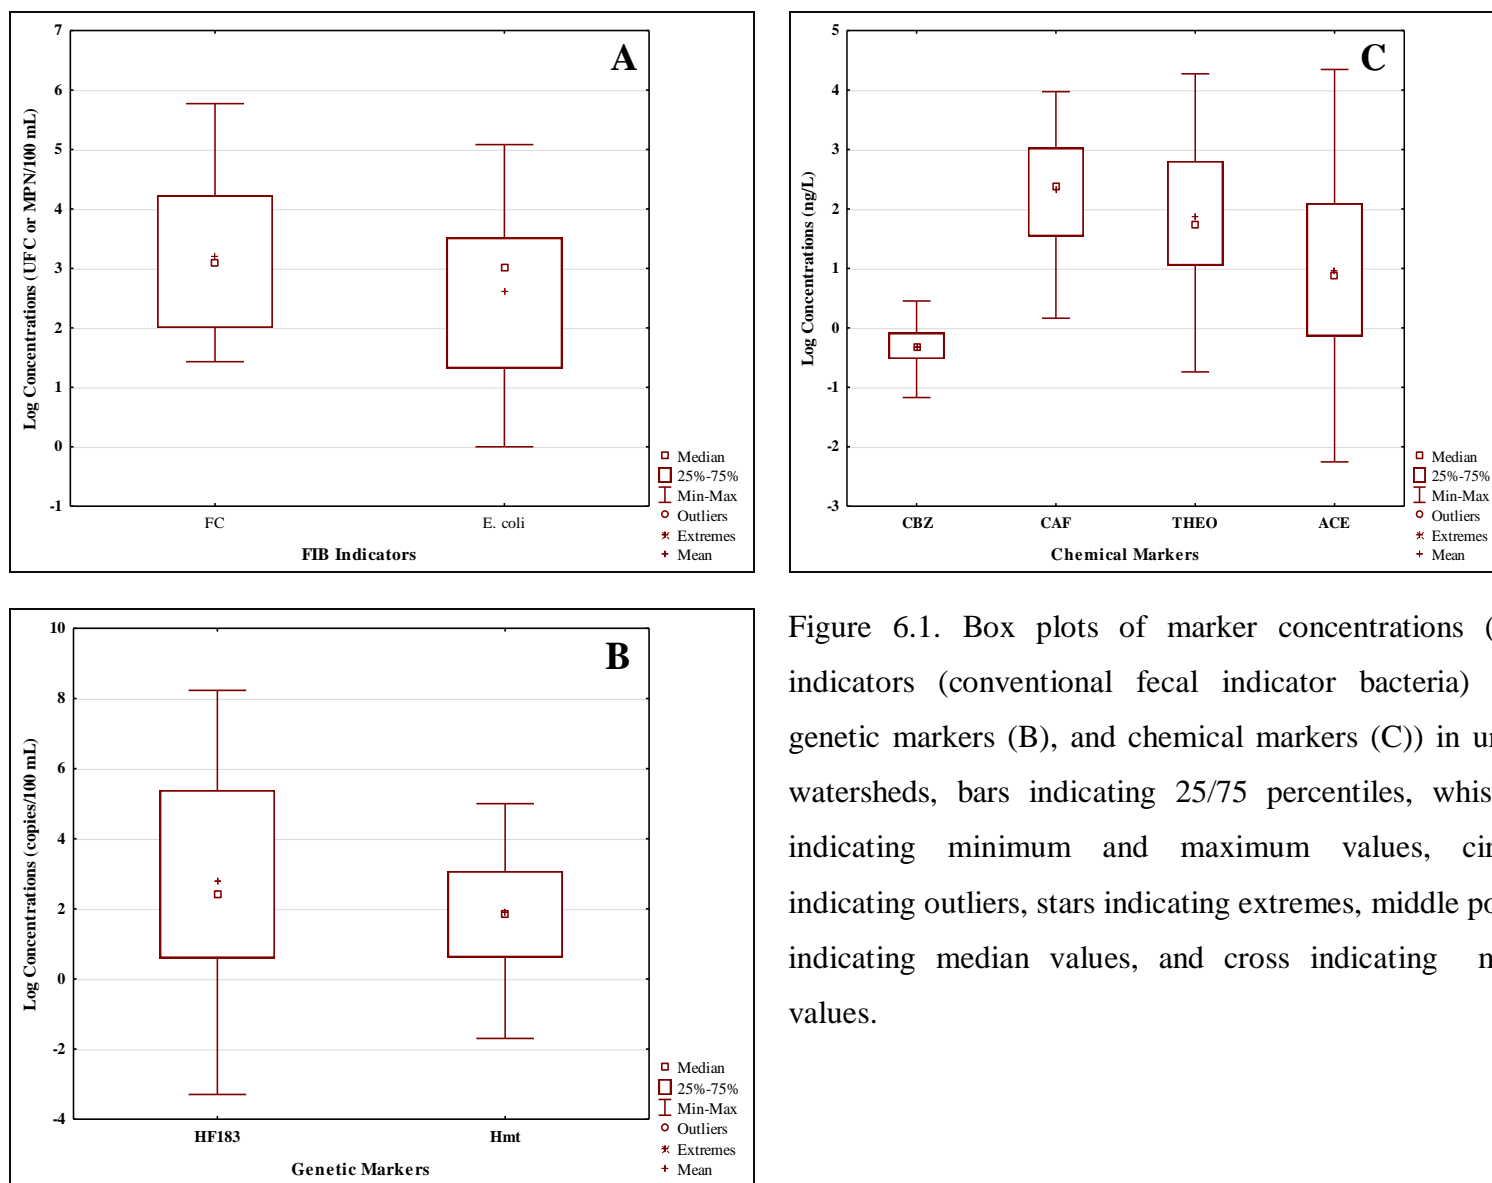 A
Log Concentrations (UFC or MPN/100 mL)
7
6
5
4
3
2
1
0
-1
FC
E. coli
FIB Indicators
Median
25%-75%
Min-Max
Outliers
Extremes
Mean
C
Log Concentrations (ng/L)
5
4
3
2
1
0
-1
-2
-3
CBZ
CAF
THEO
ACE
Chemical Markers
Median
25%-75%
Min-Max
Outliers
Extremes
Mean
B
Log Concentrations (copies/100 mL)
10
8
6
4
2
0
-2
-4
HF183
Hmt
Genetic Markers
Median
25%-75%
Min-Max
Outliers
Extremes
Mean
Figure 6.1. Box plots of marker concentrations (
indicators (conventional fecal indicator bacteria)
genetic markers (B), and chemical markers (C)) in
watersheds, bars indicating 25/75 percentiles,
indicating minimum and maximum values,
indicating outliers, stars indicating extremes, middle
indicating median values, and cross indicating
values.